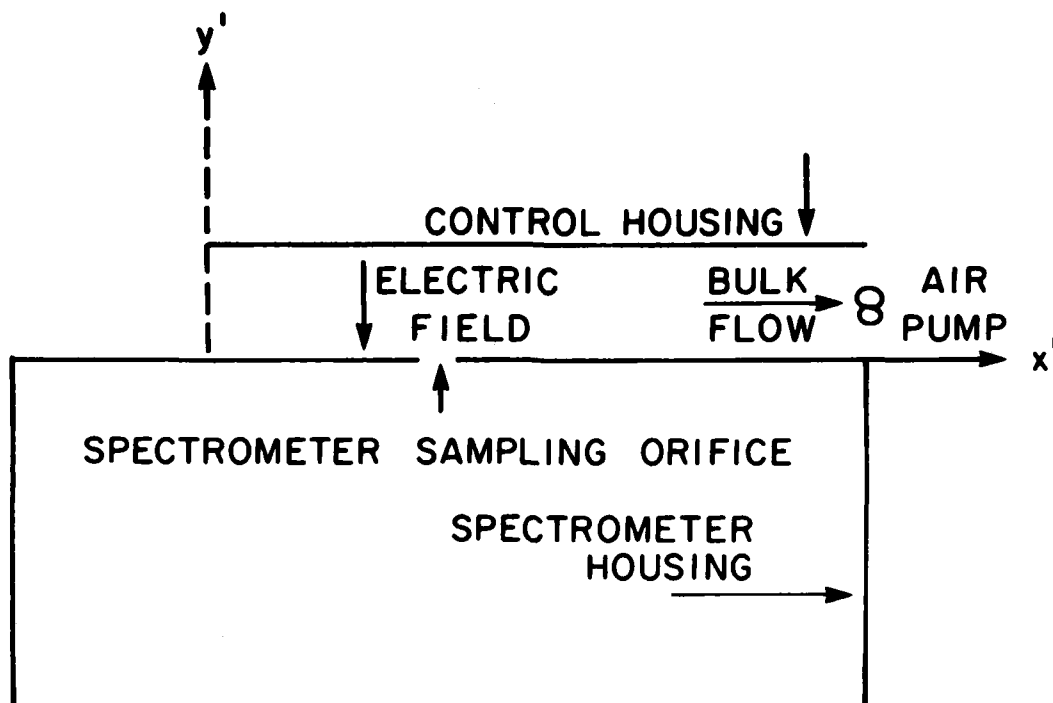 y'
CONTROL HOUSING
ELECTRIC
FIELD
BULK
FLOW
AIR
PUMP
x'
SPECTROMETER SAMPLING ORIFICE
SPECTROMETER
HOUSING